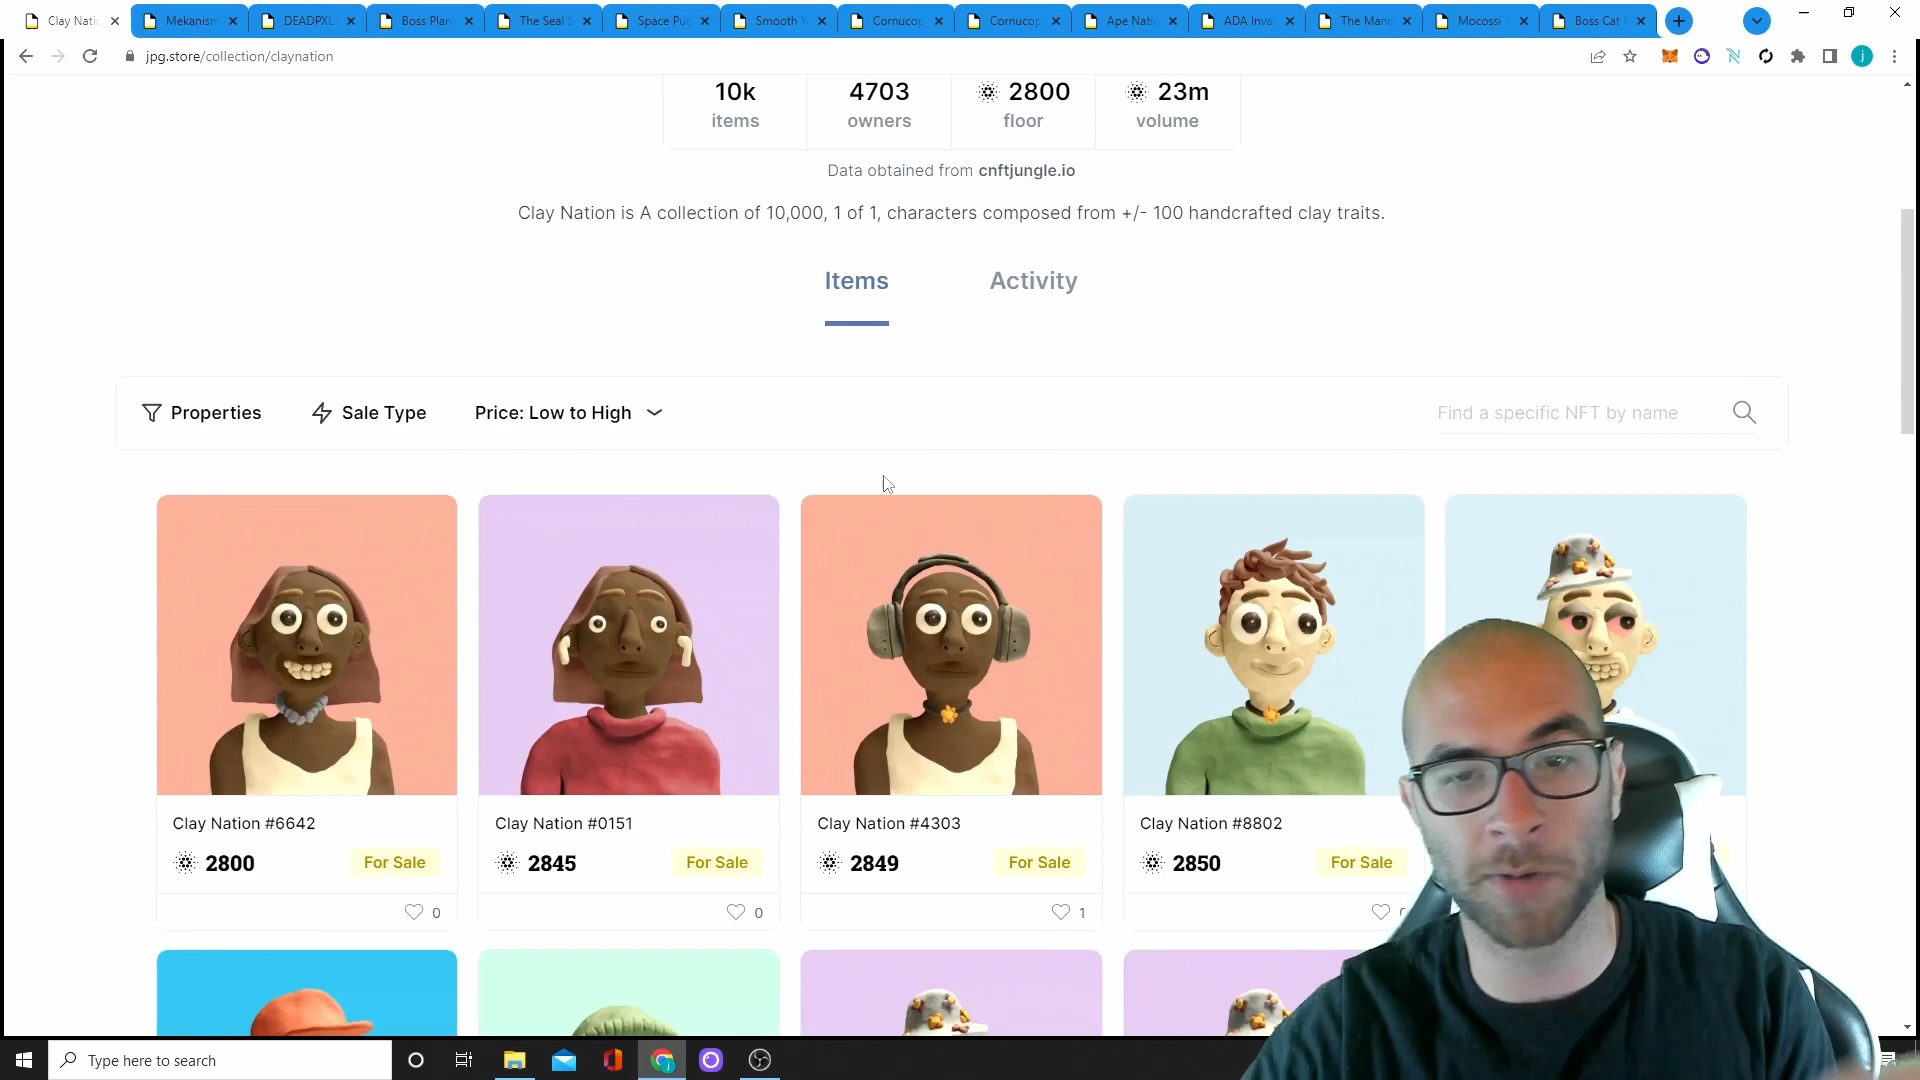 Clay Natio
Mekanism
DEADPXL
Boss Plan
The Seal S
Space Pug
Smooth Y
Cornucop
Cornucop
Ape Natio
ADA Inva
The Mand
Mocossi -
Boss Cat R
jpg.store/collection/claynation
j
10k
4703
2800
23m
items
owners
floor
volume
Data obtained from cnftjungle.io
Clay Nation is A collection of 10,000, 1 of 1, characters composed from +/- 100 handcrafted clay traits.
Items
Activity
Properties
Sale Type
Price: Low to High
Find a specific NFT by name
Clay Nation #6642
2800
For Sale
0
Clay Nation #0151
2845
For Sale
0
Clay Nation #4303
2849
For Sale
1
Clay Nation #8802
2850
For Sale
Type here to search